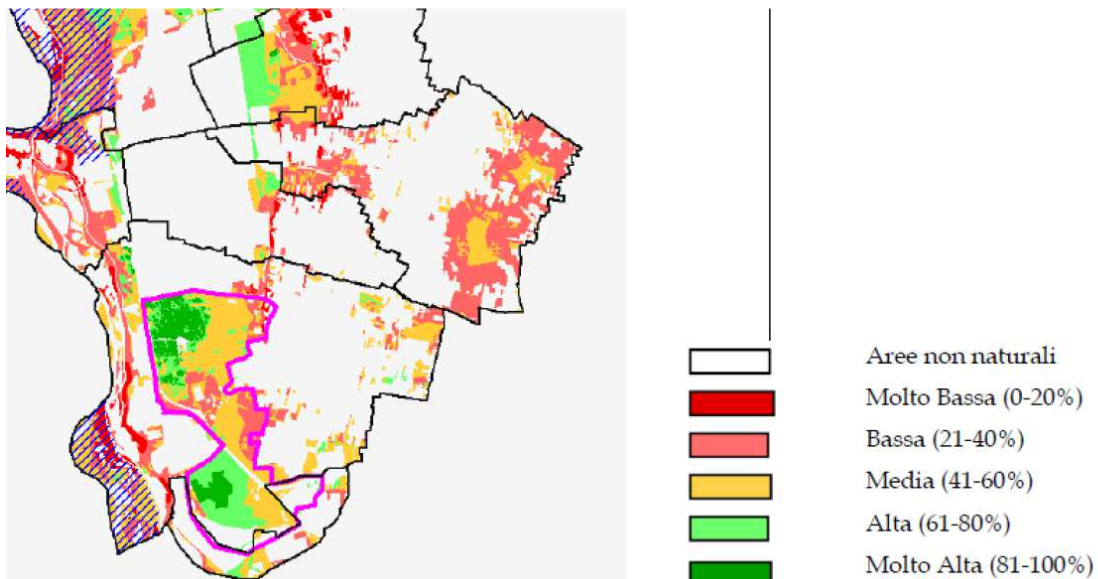 Aree non naturali
Molto Bassa (0-20%)
Bassa (21-40%)
Media (41-60%)
Alta (61-80%)
Molto Alta (81-100%)